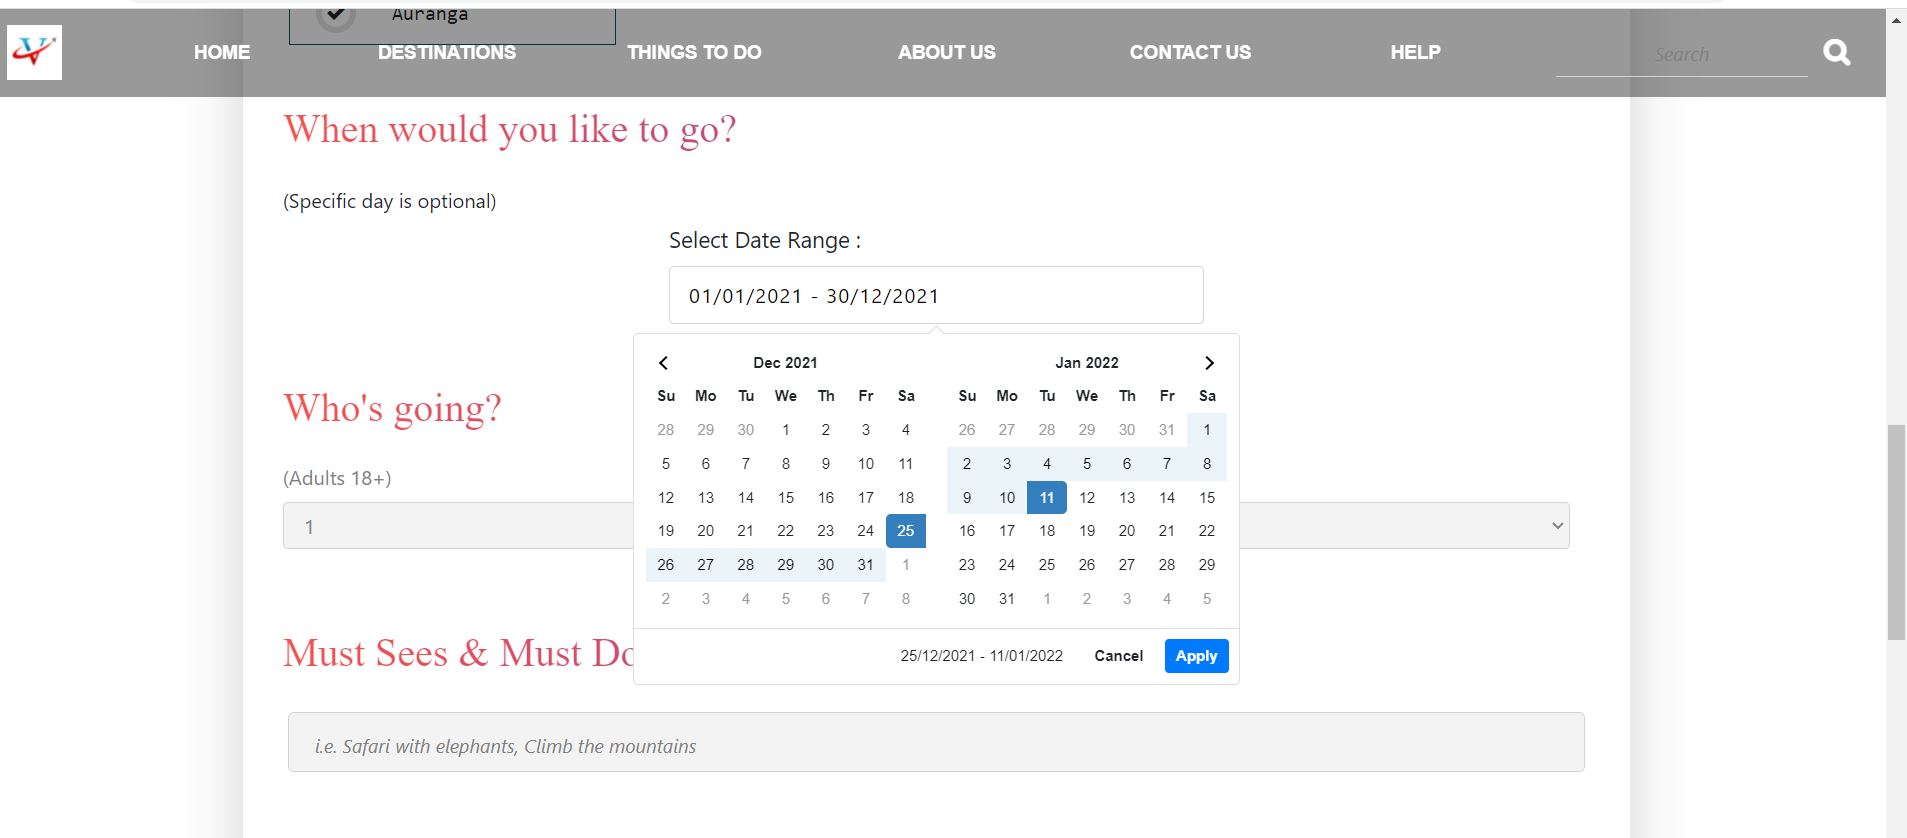 Auranga
HOME DESTINATIONS THINGS TO DO ABOUT US CONTACT US HELP Search
When would you like to go?
(Specific day is optional)
Select Date Range :
01/01/2021 - 30/12/2021
Dec 2021
Su Mo Tu We Th Fr Sa
28 29 30 1 2 3 4
5 6 7 8 9 10 11
12 13 14 15 16 17 18
19 20 21 22 23 24 25
26 27 28 29 30 31 1
2 3 4 5 6 7 8
Jan 2022
Su Mo Tu We Th Fr Sa
26 27 28 29 30 31 1
2 3 4 5 6 7 8
9 10 11 12 13 14 15
16 17 18 19 20 21 22
23 24 25 26 27 28 29
30 31 1 2 3 4 5
25/12/2021 - 11/01/2022 Cancel Apply
Who's going?
(Adults 18+)
1
Must Sees & Must Do
i.e. Safari with elephants, Climb the mountains